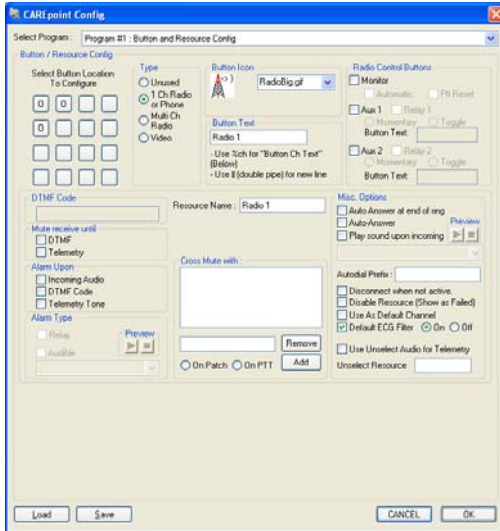 CAREpoint Config
Select Program: Program #1 : Button and Resource Config
Button / Resource Config
Select Button Location
To Configure
0 0
0
Type
Unused
1 Ch Radio
or Phone
Multi Ch
Radio
Video
Button Icon
RadioBig.gif
Button Text
Radio 1
- Use %ch for "Button Ch Text"
(Below)
- Use || (double pipe) for new line
Radio Control Buttons
Monitor
Automatic Ptt Reset
Aux 1 Relay 1
Momentary Toggle
Button Text:
Aux 2 Relay 2
Momentary Toggle
Button Text:
DTMF Code
Mute receive until
DTMF
Telemetry
Alarm Upon
Incoming Audio
DTMF Code
Telemetry Tone
Alarm Type
Relay
Audible
Preview
Resource Name : Radio 1
Cross Mute with :
Remove
On Patch On PTT Add
Misc. Options
Auto Answer at end of ring
Auto-Answer
Play sound upon incoming
Preview
Autodial Prefix :
Disconnect when not active.
Disable Resource (Show as Failed)
Use As Default Channel
Default ECG Filter On Off
Use Unselect Audio for Telemetry
Unselect Resource
Load Save CANCEL OK